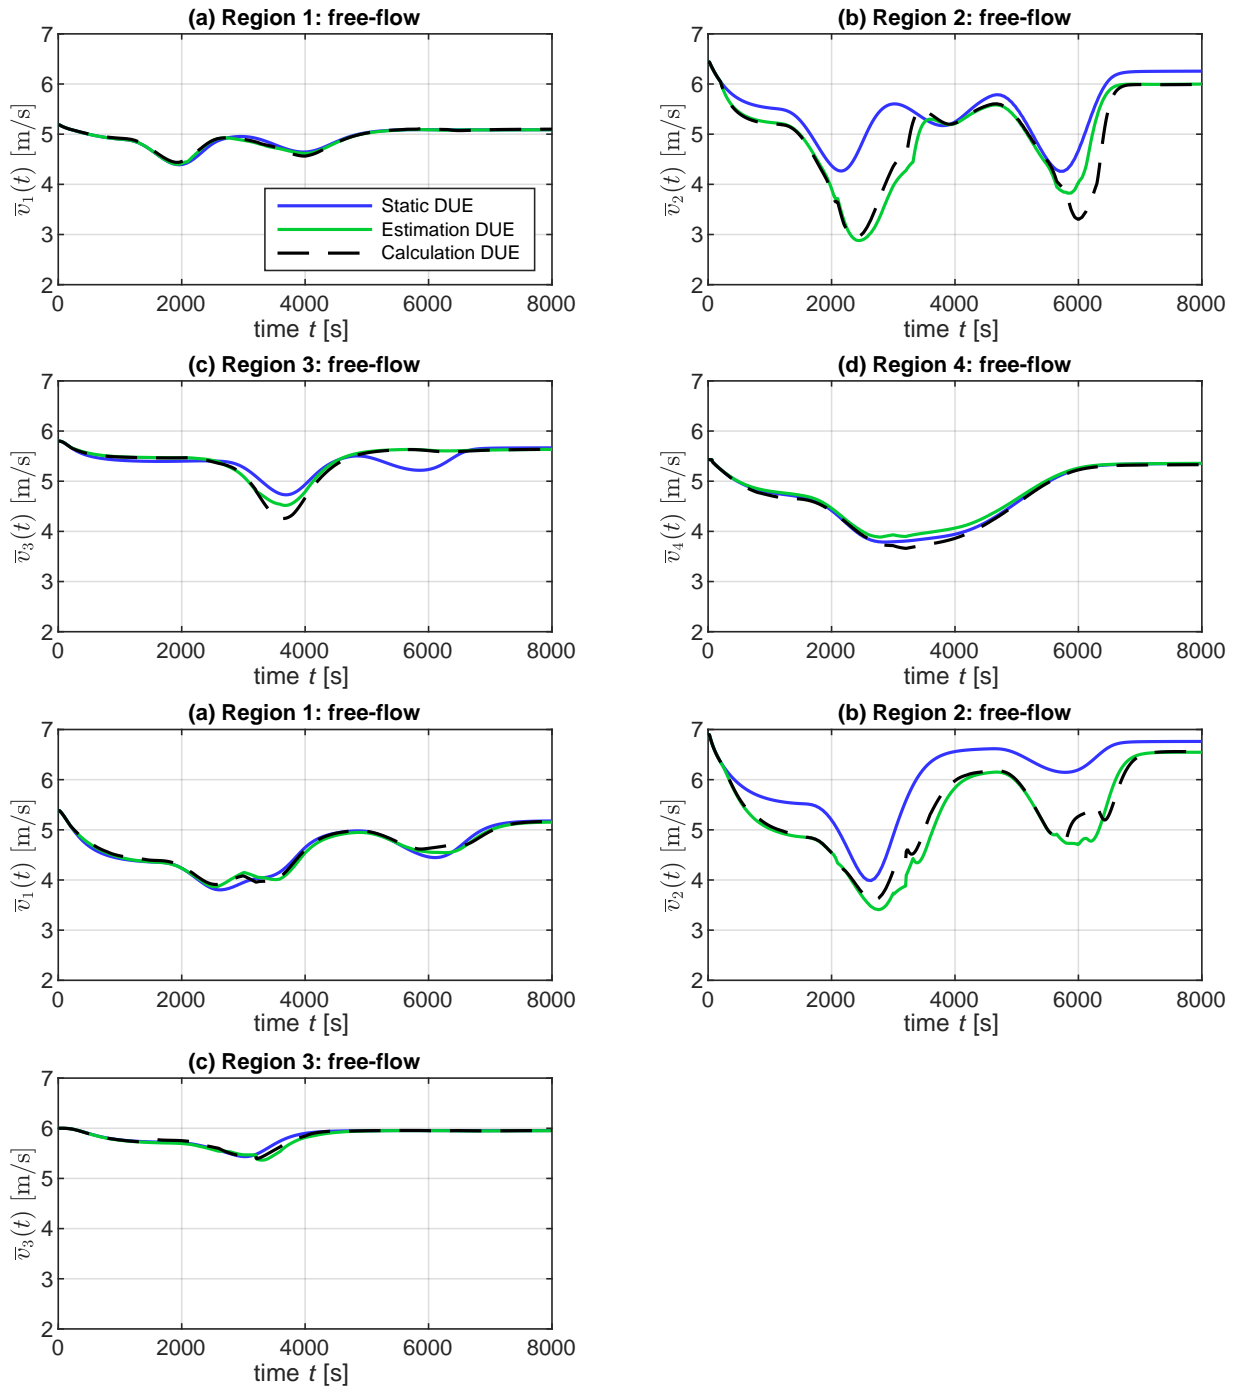 (a) Region 1: free-flow
7
6
5
4
3
2
v̅₁(t) [m/s]
Static DUE
Estimation DUE
Calculation DUE
0 2000 4000 6000 8000
time t [s]
(b) Region 2: free-flow
7
6
5
4
3
2
v̅₂(t) [m/s]
0 2000 4000 6000 8000
time t [s]
(c) Region 3: free-flow
7
6
5
4
3
2
v̅₃(t) [m/s]
0 2000 4000 6000 8000
time t [s]
(d) Region 4: free-flow
7
6
5
4
3
2
v̅₄(t) [m/s]
0 2000 4000 6000 8000
time t [s]
(a) Region 1: free-flow
7
6
5
4
3
2
v̅₁(t) [m/s]
0 2000 4000 6000 8000
time t [s]
(b) Region 2: free-flow
7
6
5
4
3
2
v̅₂(t) [m/s]
0 2000 4000 6000 8000
time t [s]
(c) Region 3: free-flow
7
6
5
4
3
2
v̅₃(t) [m/s]
0 2000 4000 6000 8000
time t [s]